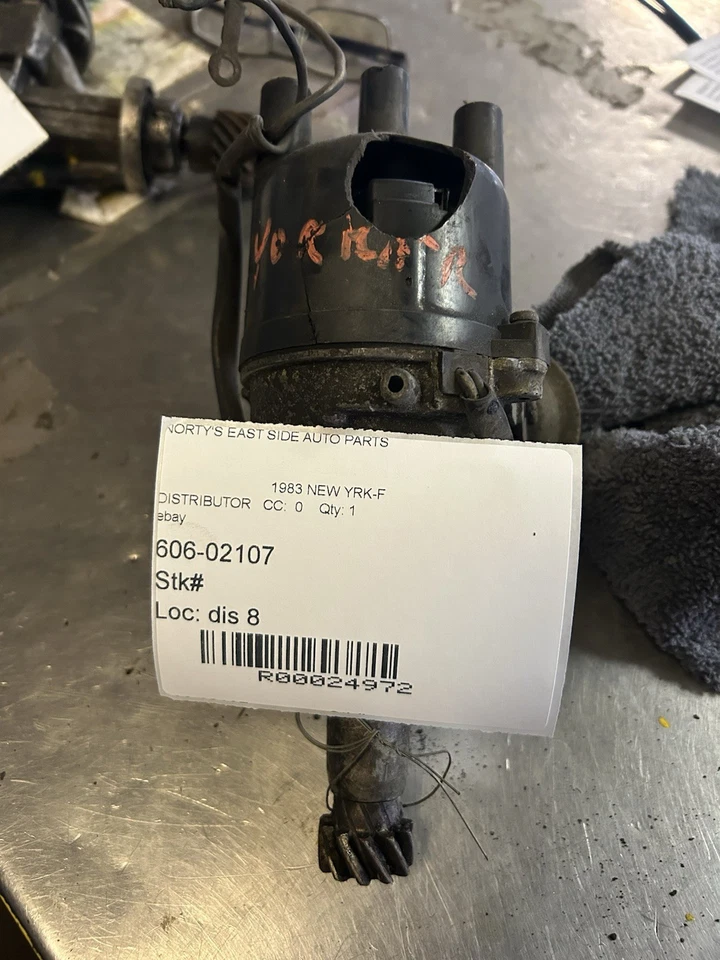 YORKER
NORTY'S EAST SIDE AUTO PARTS
1983 NEW YRK-F
DISTRIBUTOR CC: 0 Qty: 1
ebay
606-02107
Stk#
Loc: dis 8
R00024972